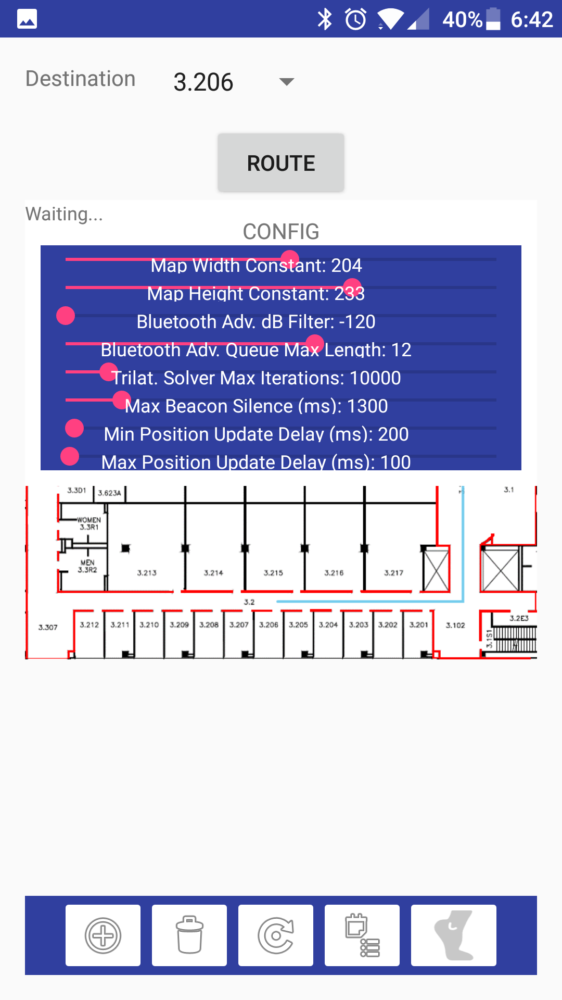 40% 6:42
Destination 3.206
ROUTE
Waiting...
CONFIG
Map Width Constant: 204
Map Height Constant: 233
Bluetooth Adv. dB Filter: -120
Bluetooth Adv. Queue Max Length: 12
Trilat. Solver Max Iterations: 10000
Max Beacon Silence (ms): 1300
Min Position Update Delay (ms): 200
Max Position Update Delay (ms): 100
3.3D1 3.623A 3.1
WOMEN
3.3R1
MEN
3.3R2
3.213 3.214 3.215 3.216 3.217
3.2
3.307 3.212 3.211 3.210 3.209 3.208 3.207 3.206 3.205 3.204 3.203 3.202 3.201 3.102 3.2E3
3.1S1